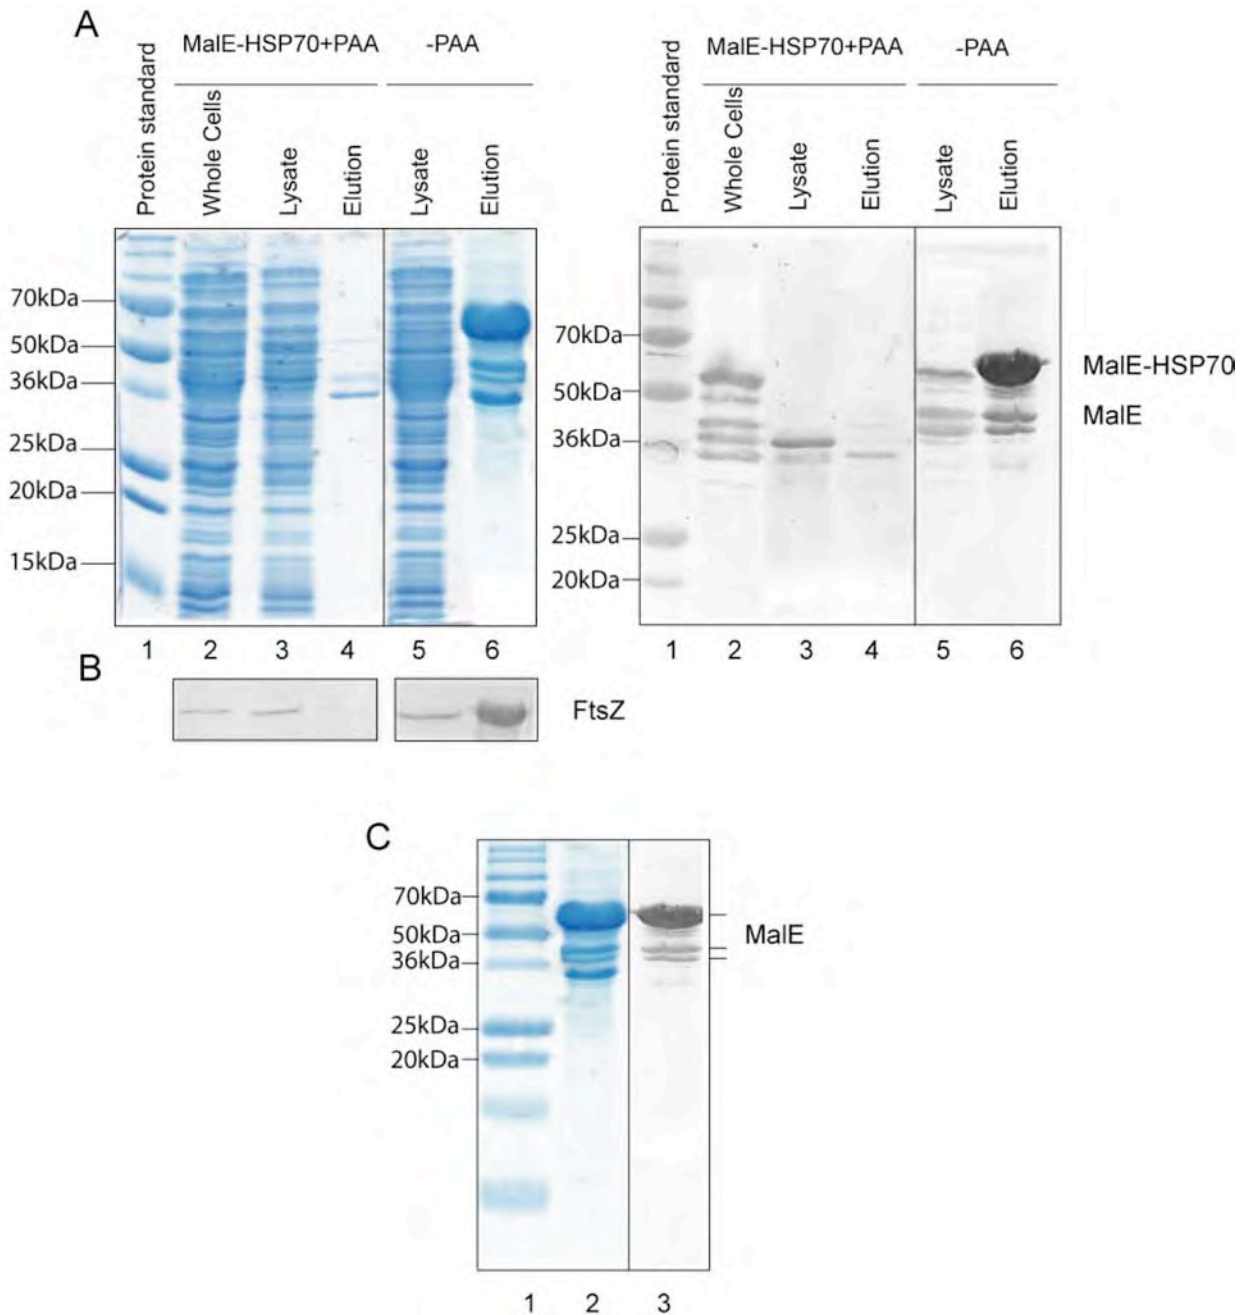 A
MalE-HSP70+PAA
-PAA
Protein standard
Whole Cells
Lysate
Elution
Lysate
Elution
70kDa
50kDa
36kDa
25kDa
20kDa
15kDa
1 2 3 4 5 6
MalE-HSP70+PAA
-PAA
Protein standard
Whole Cells
Lysate
Elution
Lysate
Elution
70kDa
50kDa
36kDa
25kDa
20kDa
MalE-HSP70
MalE
1 2 3 4 5 6
B
FtsZ
C
70kDa
50kDa
36kDa
25kDa
20kDa
MalE
1 2 3